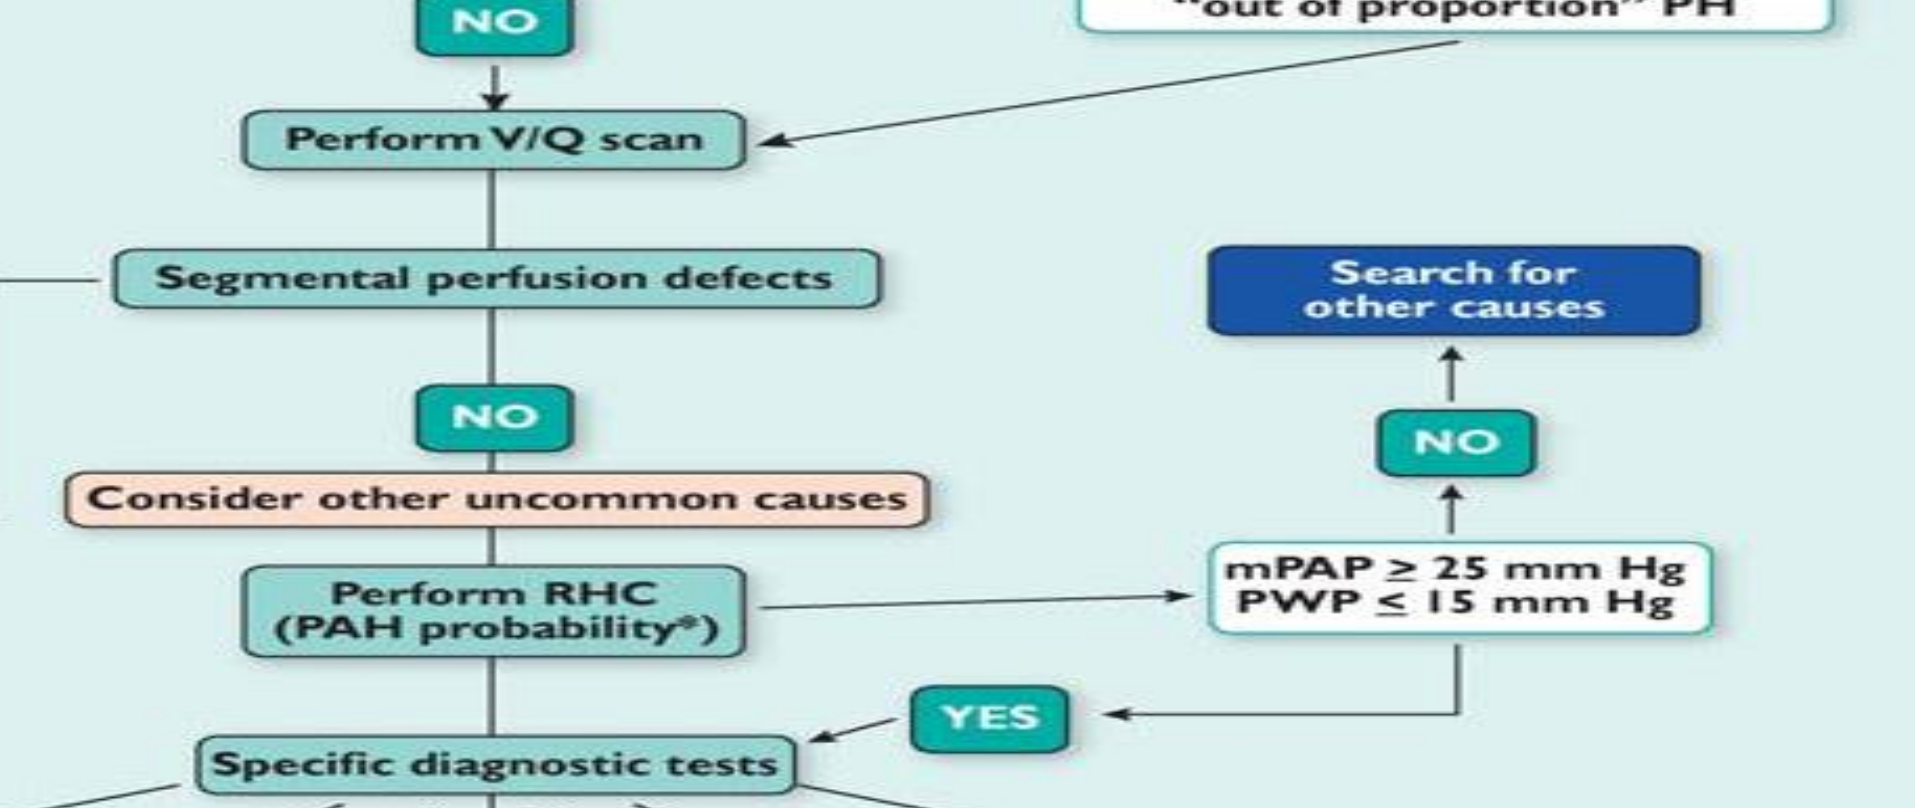 NO
"out of proportion" PH
Perform V/Q scan
Segmental perfusion defects
Search for
other causes
NO
NO
Consider other uncommon causes
mPAP ≥ 25 mm Hg
PWP ≤ 15 mm Hg
Perform RHC
(PAH probability*)
YES
Specific diagnostic tests